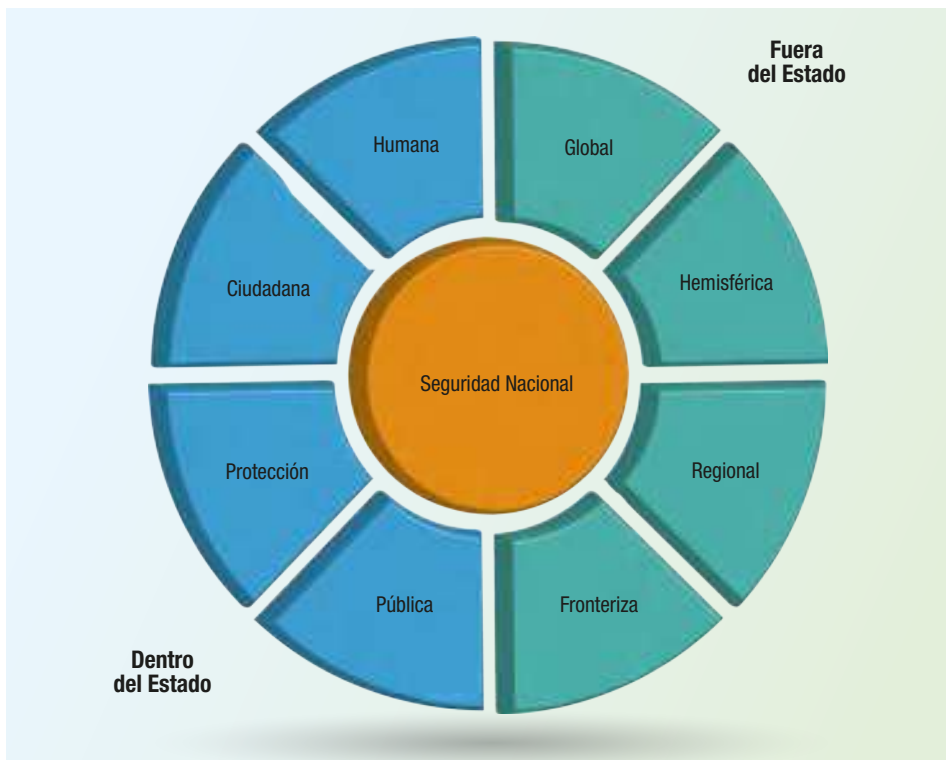 Fuera
del Estado
Humana
Global
Ciudadana
Hemisférica
Seguridad Nacional
Protección
Regional
Pública
Fronteriza
Dentro
del Estado